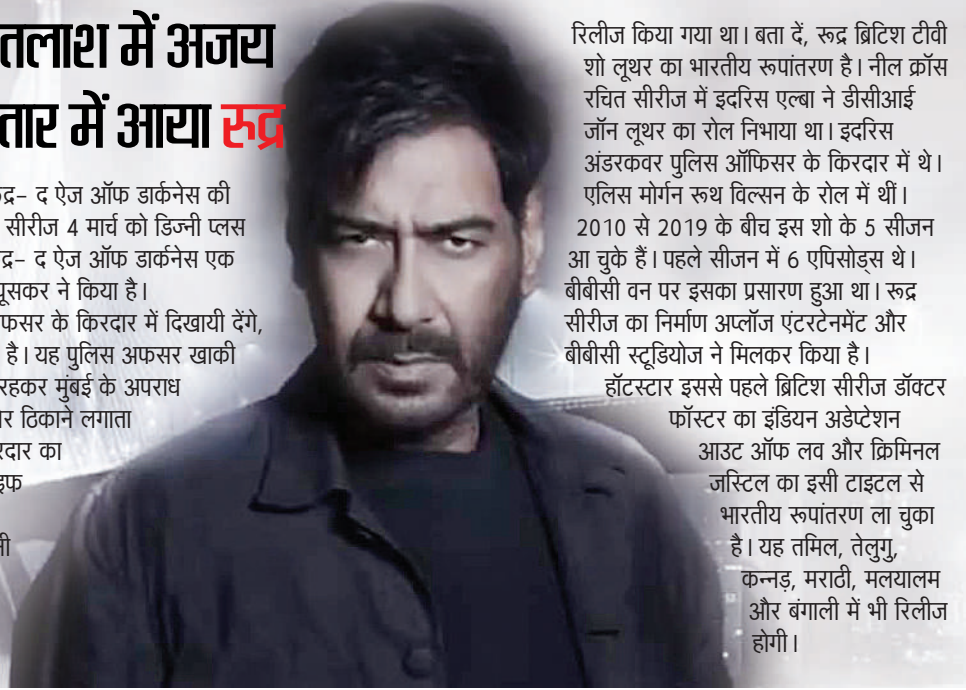 तलाश में अजय
तार में आया रुद्र
द्र- द ऐज ऑफ डार्कनेस की
सीरीज 4 मार्च को डिज्नी प्लस
द्र- द ऐज ऑफ डार्कनेस एक
पूसकर ने किया है।
फसर के किरदार में दिखायी देंगे,
है। यह पुलिस अफसर खाकी
रहकर मुंबई के अपराध
र ठिकाने लगाता
रदार का
इफ
रिलीज किया गया था। बता दें, रूद्र ब्रिटिश टीवी
शो लूथर का भारतीय रूपांतरण है। नील क्रॉस
रचित सीरीज में इदरिस एल्बा ने डीसीआई
जॉन लूथर का रोल निभाया था। इदरिस
अंडरकवर पुलिस ऑफिसर के किरदार में थे।
एलिस मोर्गन रूथ विल्सन के रोल में थीं।
2010 से 2019 के बीच इस शो के 5 सीजन
आ चुके हैं। पहले सीजन में 6 एपिसोड्स थे।
बीबीसी वन पर इसका प्रसारण हुआ था। रूद्र
सीरीज का निर्माण अप्लॉज एंटरटेनमेंट और
बीबीसी स्टूडियोज ने मिलकर किया है।
हॉटस्टार इससे पहले ब्रिटिश सीरीज डॉक्टर
फॉस्टर का इंडियन अडेप्टेशन
आउट ऑफ लव और क्रिमिनल
जस्टिल का इसी टाइटल से
भारतीय रूपांतरण ला चुका
है। यह तमिल, तेलुगु,
कन्नड़, मराठी, मलयालम
और बंगाली में भी रिलीज
होगी।